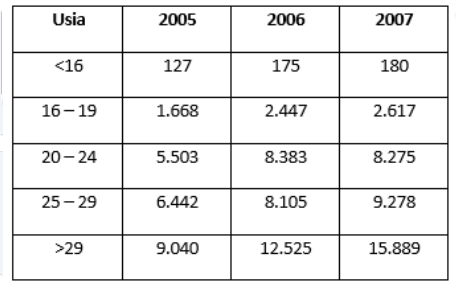 Usia 2005 2006 2007
<16 127 175 180
16 – 19 1.668 2.447 2.617
20 – 24 5.503 8.383 8.275
25 – 29 6.442 8.105 9.278
>29 9.040 12.525 15.889